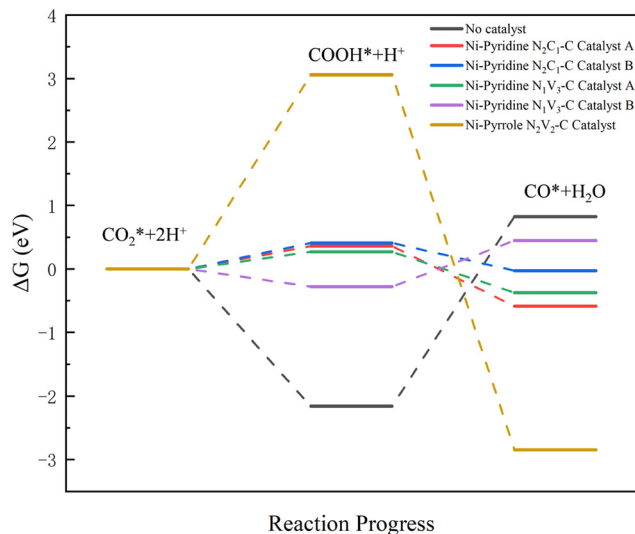 4
3
2
1
0
−1
−2
−3
ΔG (eV)
No catalyst
Ni-Pyridine N₂C₁-C Catalyst A
Ni-Pyridine N₂C₁-C Catalyst B
Ni-Pyridine N₁V₃-C Catalyst A
Ni-Pyridine N₁V₃-C Catalyst B
Ni-Pyrrole N₂V₂-C Catalyst
COOH*+H⁺
CO*+H₂O
CO₂*+2H⁺
Reaction Progress